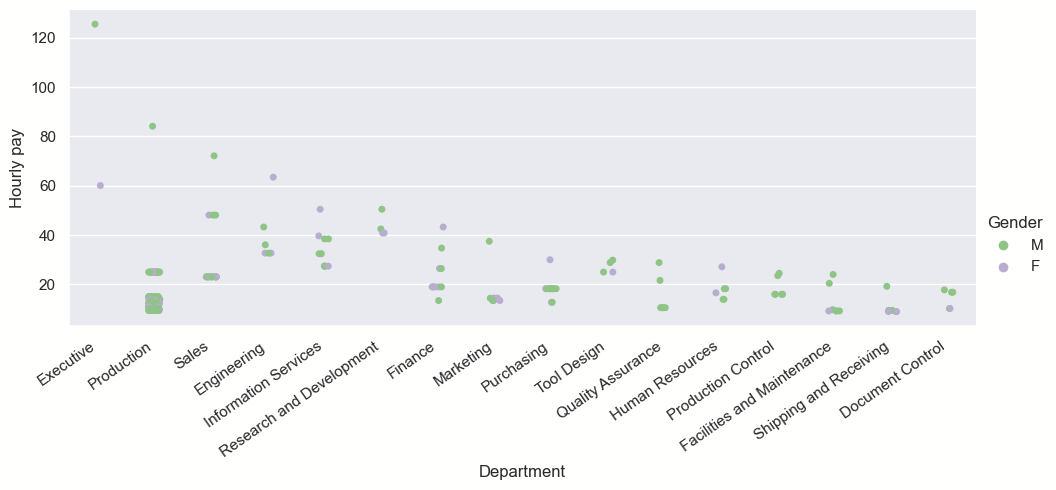 Hourly pay
120
100
80
60
40
20
Executive
Production
Sales
Engineering
Information Services
Research and Development
Finance
Marketing
Purchasing
Tool Design
Quality Assurance
Human Resources
Production Control
Facilities and Maintenance
Shipping and Receiving
Document Control
Department
Gender
M
F